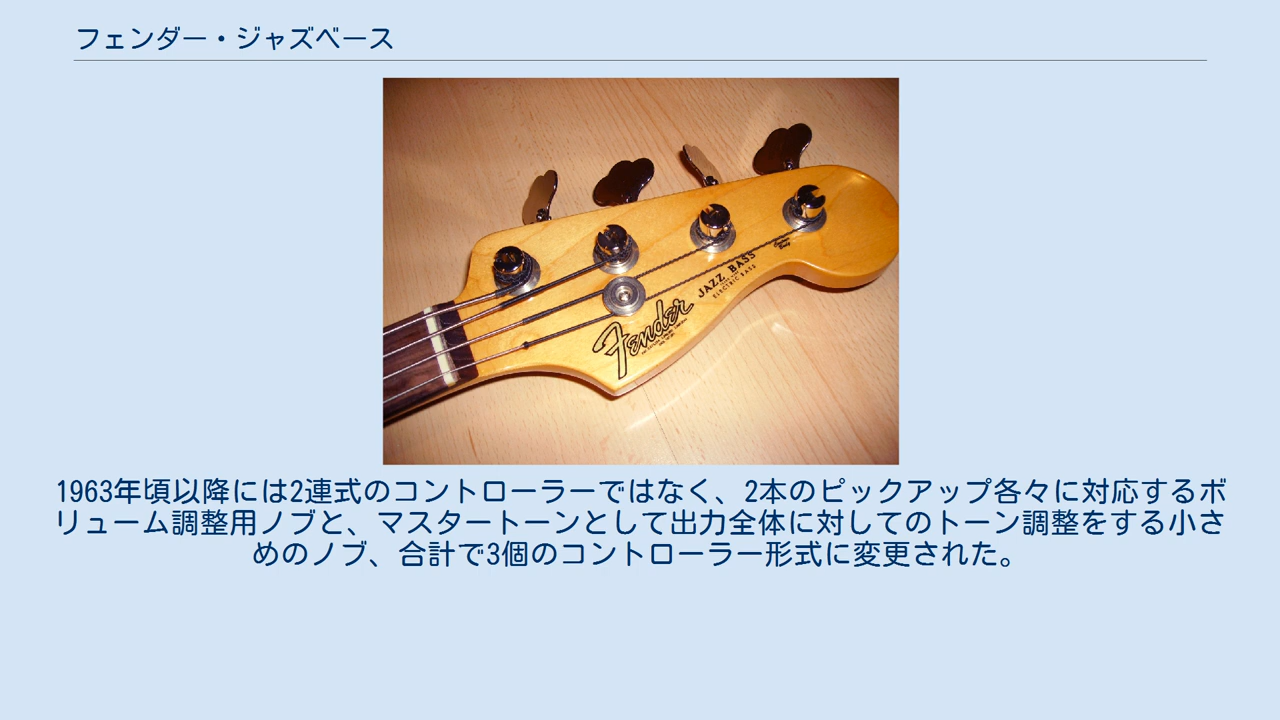 フェンダー・ジャズベース
Fender
JAZZ BASS
ELECTRIC BASS
1963年頃以降には2連式のコントローラーではなく、2本のピックアップ各々に対応するボ
リューム調整用ノブと、マスタートーンとして出力全体に対してのトーン調整をする小さ
めのノブ、合計で3個のコントローラー形式に変更された。